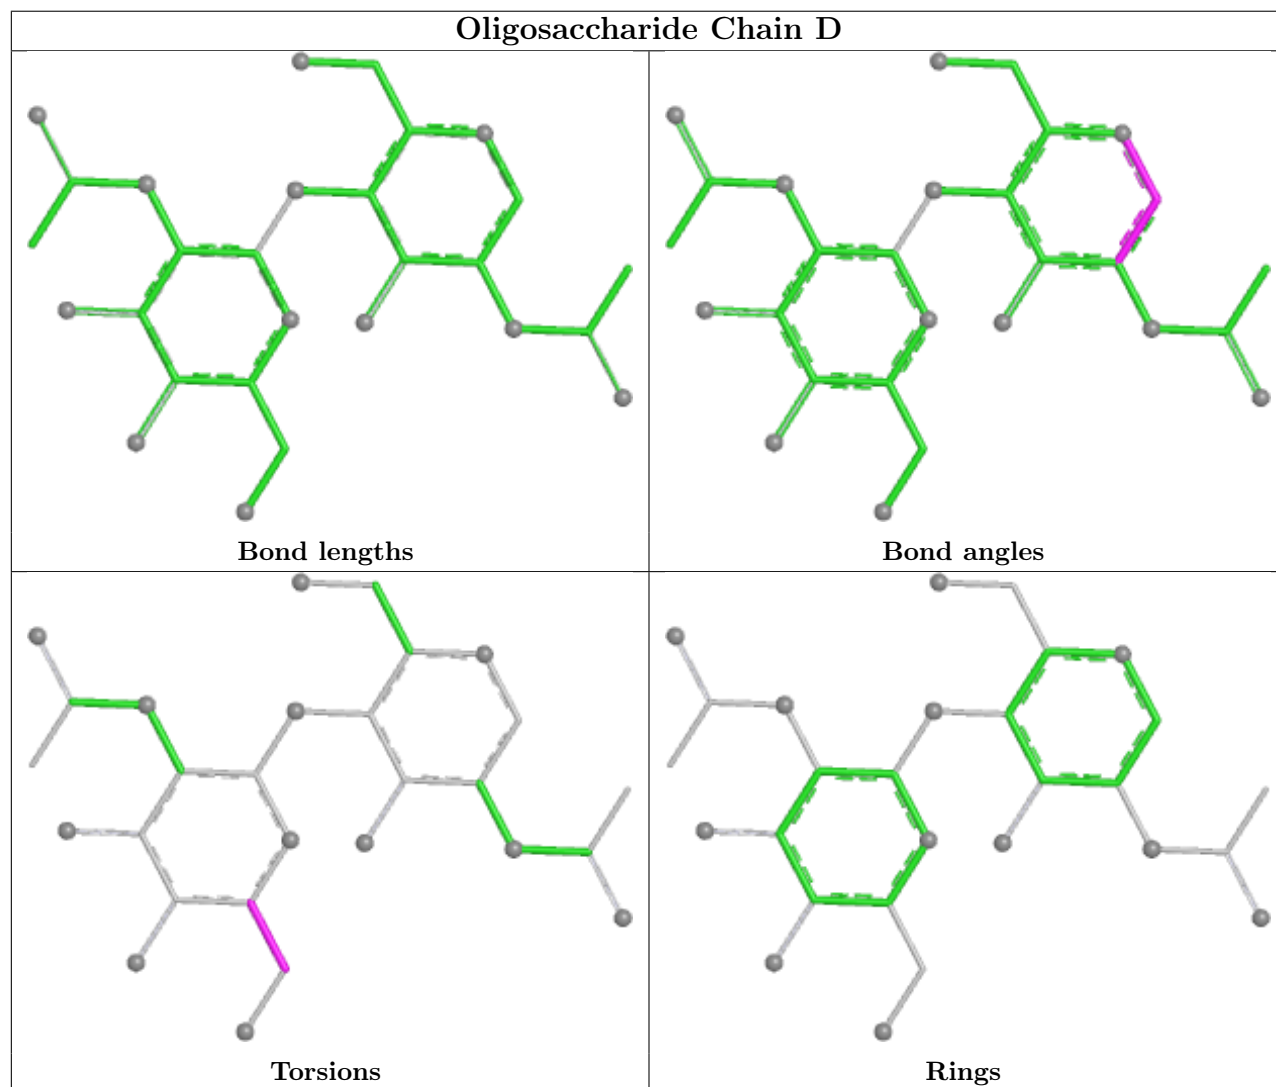 Oligosaccharide Chain D
Bond lengths
Bond angles
Torsions
Rings